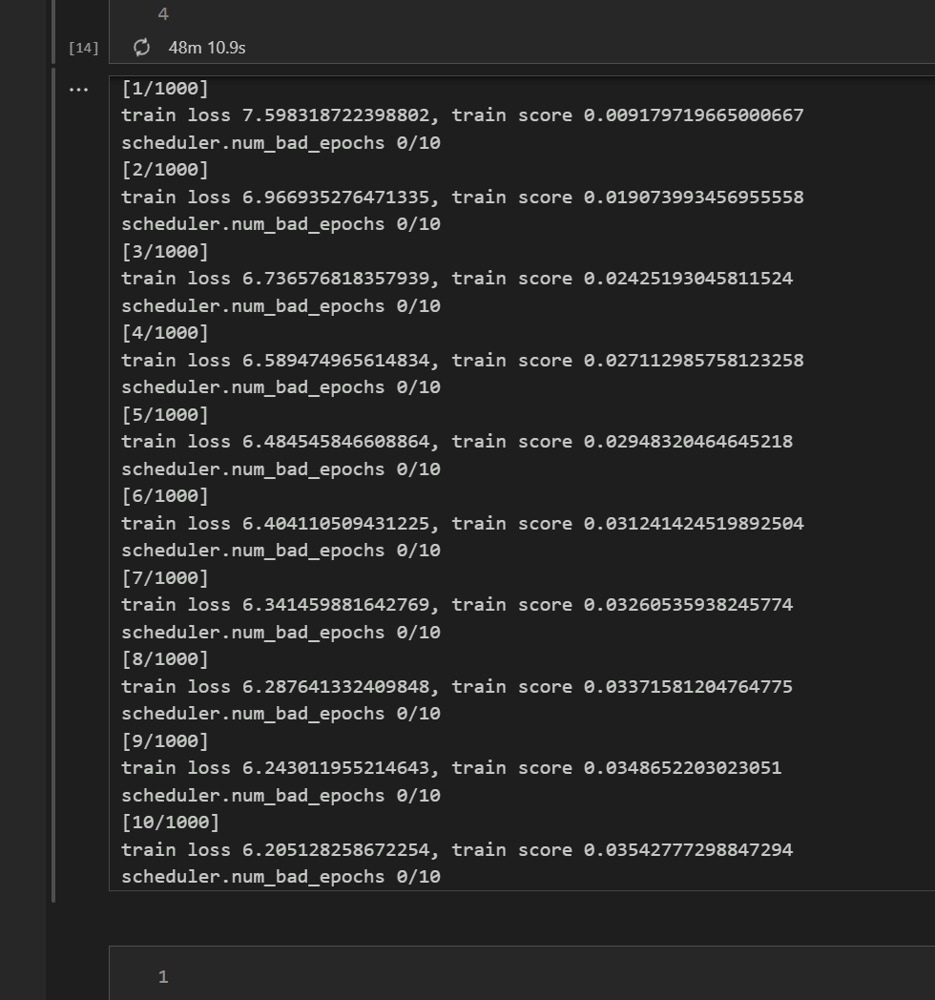 4
[14]
48m 10.9s
...
[1/1000]
train loss 7.598318722398802, train score 0.009179719665000667
scheduler.num_bad_epochs 0/10
[2/1000]
train loss 6.966935276471335, train score 0.019073993456955558
scheduler.num_bad_epochs 0/10
[3/1000]
train loss 6.736576818357939, train score 0.02425193045811524
scheduler.num_bad_epochs 0/10
[4/1000]
train loss 6.589474965614834, train score 0.027112985758123258
scheduler.num_bad_epochs 0/10
[5/1000]
train loss 6.484545846608864, train score 0.02948320464645218
scheduler.num_bad_epochs 0/10
[6/1000]
train loss 6.404110509431225, train score 0.031241424519892504
scheduler.num_bad_epochs 0/10
[7/1000]
train loss 6.341459881642769, train score 0.03260535938245774
scheduler.num_bad_epochs 0/10
[8/1000]
train loss 6.287641332409848, train score 0.03371581204764775
scheduler.num_bad_epochs 0/10
[9/1000]
train loss 6.243011955214643, train score 0.0348652203023051
scheduler.num_bad_epochs 0/10
[10/1000]
train loss 6.205128258672254, train score 0.03542777298847294
scheduler.num_bad_epochs 0/10
1